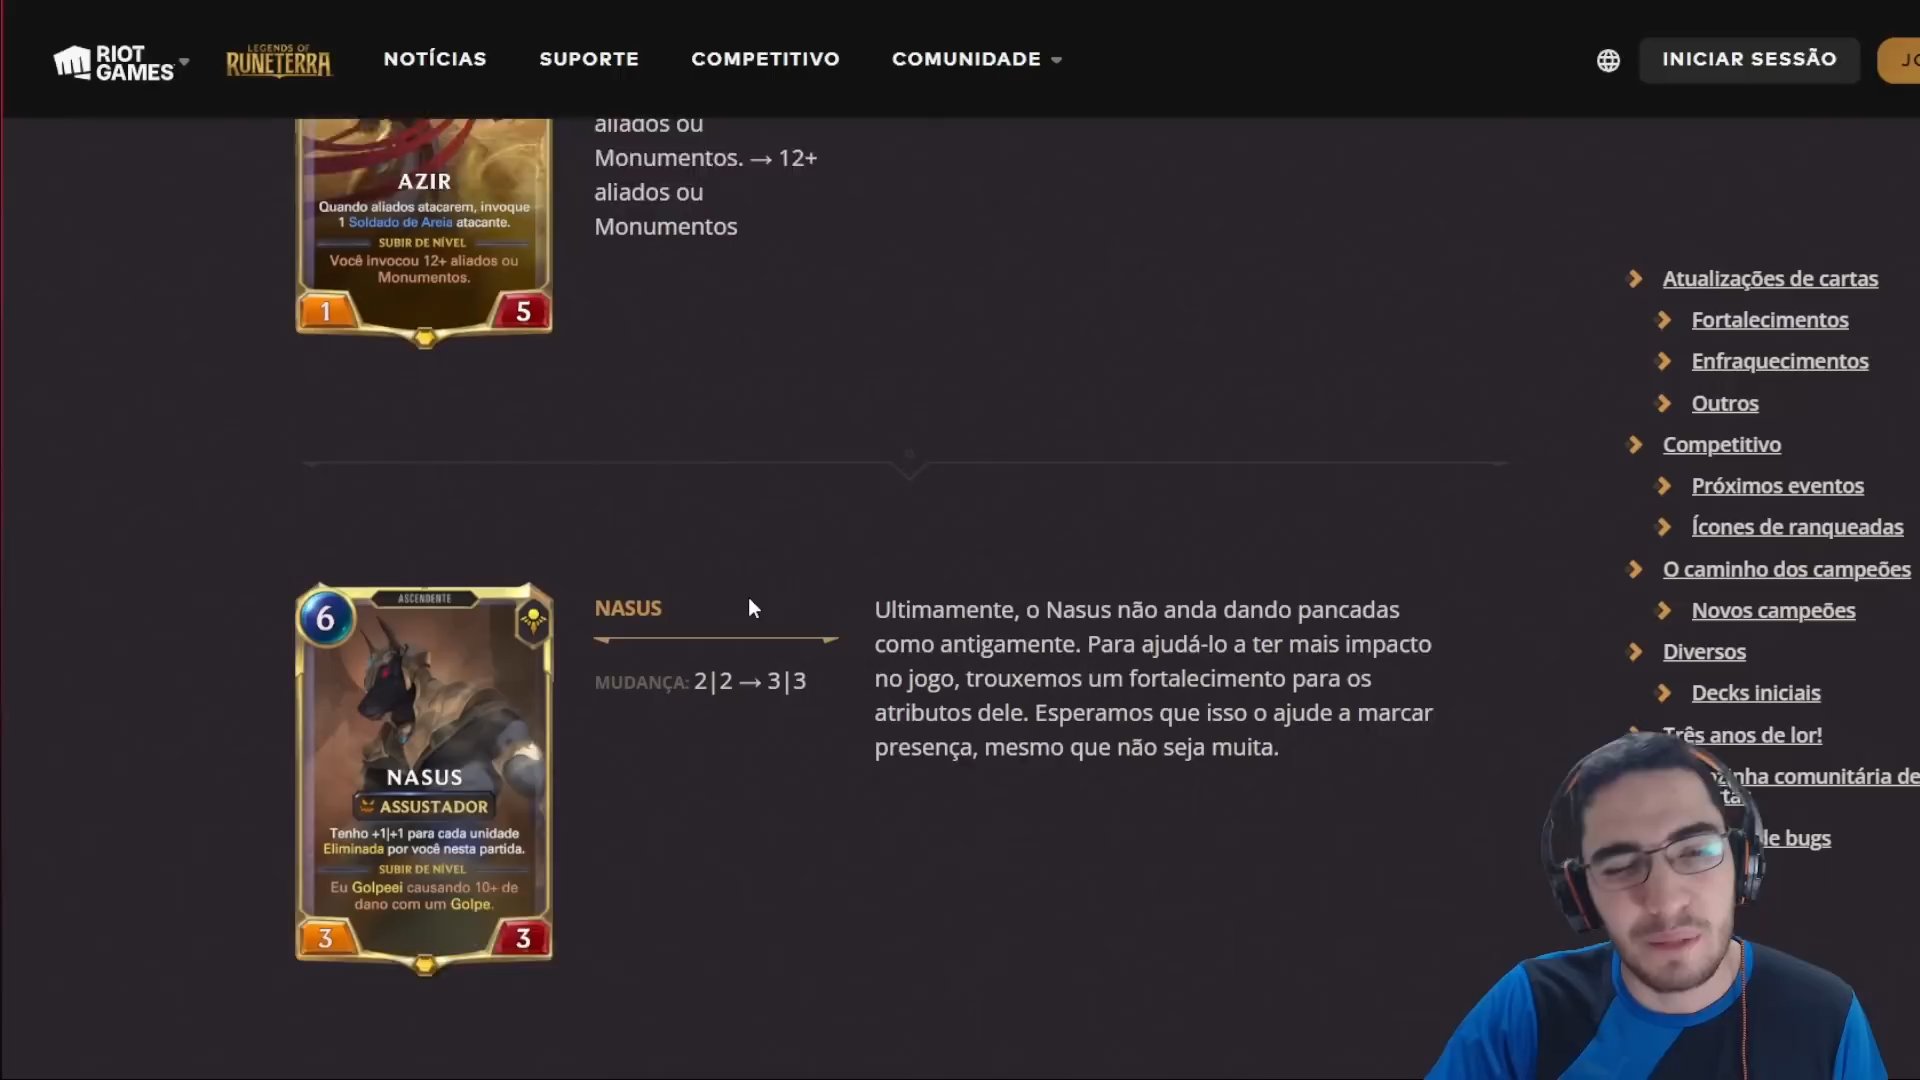 RIOT
GAMES
LEGENDS OF
RUNETERRA
NOTÍCIAS
SUPORTE
COMPETITIVO
COMUNIDADE
INICIAR SESSÃO
AZIR
Quando aliados atacarem, invoque
1 Soldado de Areia atacante.
SUBIR DE NÍVEL
Você invocou 12+ aliados ou
Monumentos.
1
5
aliados ou
Monumentos. → 12+
aliados ou
Monumentos
6
ASCENDENTE
NASUS
ASSUSTADOR
Tenho +1|+1 para cada unidade
Eliminada por você nesta partida.
SUBIR DE NÍVEL
Eu Golpeei causando 10+ de
dano com um Golpe.
3
3
NASUS
MUDANÇA: 2|2 → 3|3
Ultimamente, o Nasus não anda dando pancadas
como antigamente. Para ajudá-lo a ter mais impacto
no jogo, trouxemos um fortalecimento para os
atributos dele. Esperamos que isso o ajude a marcar
presença, mesmo que não seja muita.
Atualizações de cartas
Fortalecimentos
Enfraquecimentos
Outros
Competitivo
Próximos eventos
Ícones de ranqueadas
O caminho dos campeões
Novos campeões
Diversos
Decks iniciais
Três anos de lor!
comunitária de
bugs